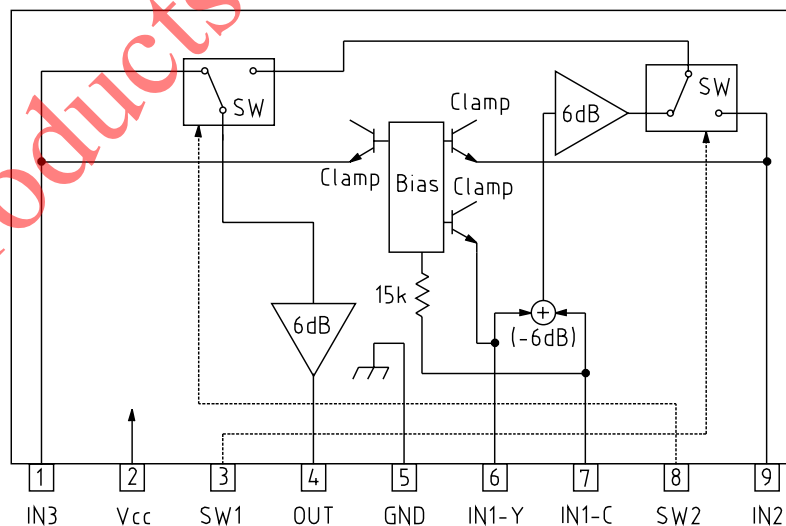 oducts
SW
SW
6dB
Clamp
Clamp
Bias
Clamp
15k
6dB
(-6dB)
+
1 2 3 4 5 6 7 8 9
IN3 Vcc SW1 OUT GND IN1-Y IN1-C SW2 IN2